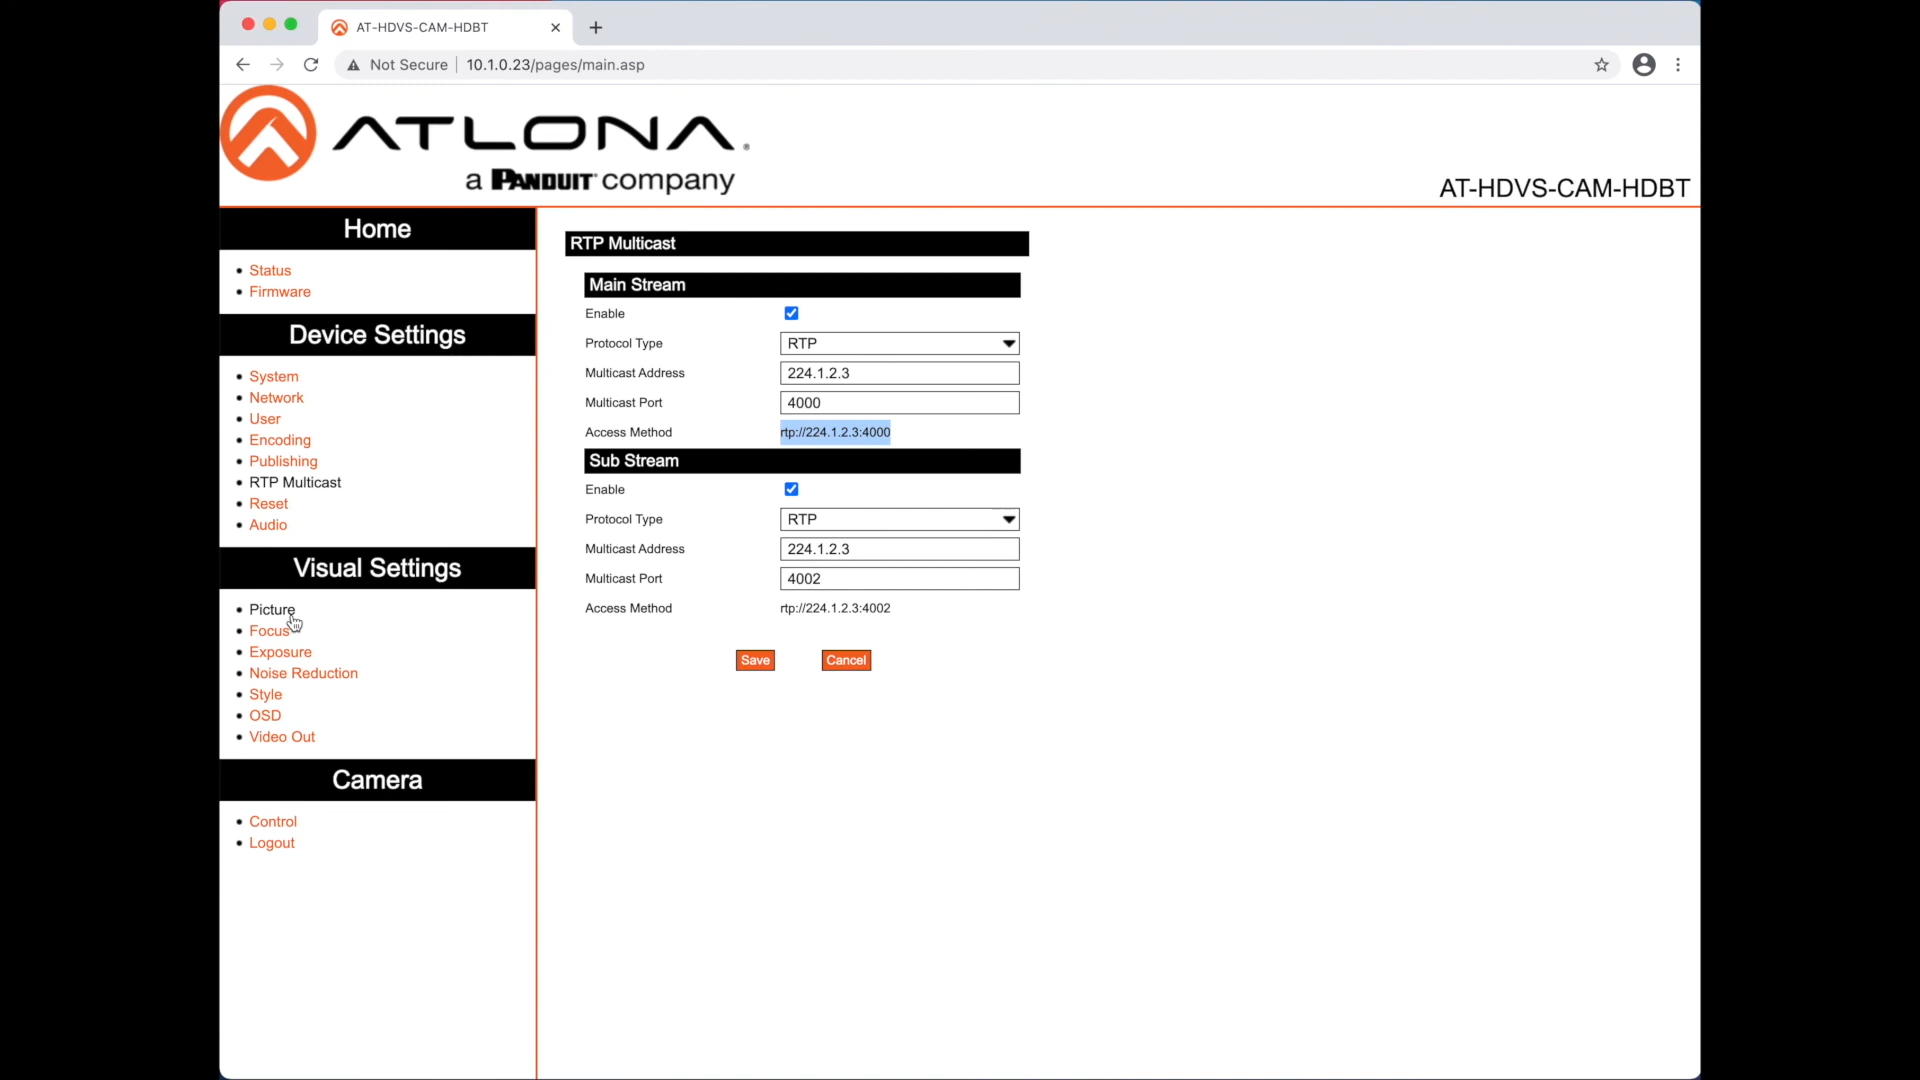 AT-HDVS-CAM-HDBT
Not Secure 10.1.0.23/pages/main.asp
ATLONA®
a PANDUIT company
AT-HDVS-CAM-HDBT
Home
Status
Firmware
Device Settings
System
Network
User
Encoding
Publishing
RTP Multicast
Reset
Audio
Visual Settings
Picture
Focus
Exposure
Noise Reduction
Style
OSD
Video Out
Camera
Control
Logout
RTP Multicast
Main Stream
Enable
Protocol Type RTP
Multicast Address 224.1.2.3
Multicast Port 4000
Access Method rtp://224.1.2.3:4000
Sub Stream
Enable
Protocol Type RTP
Multicast Address 224.1.2.3
Multicast Port 4002
Access Method rtp://224.1.2.3:4002
Save Cancel